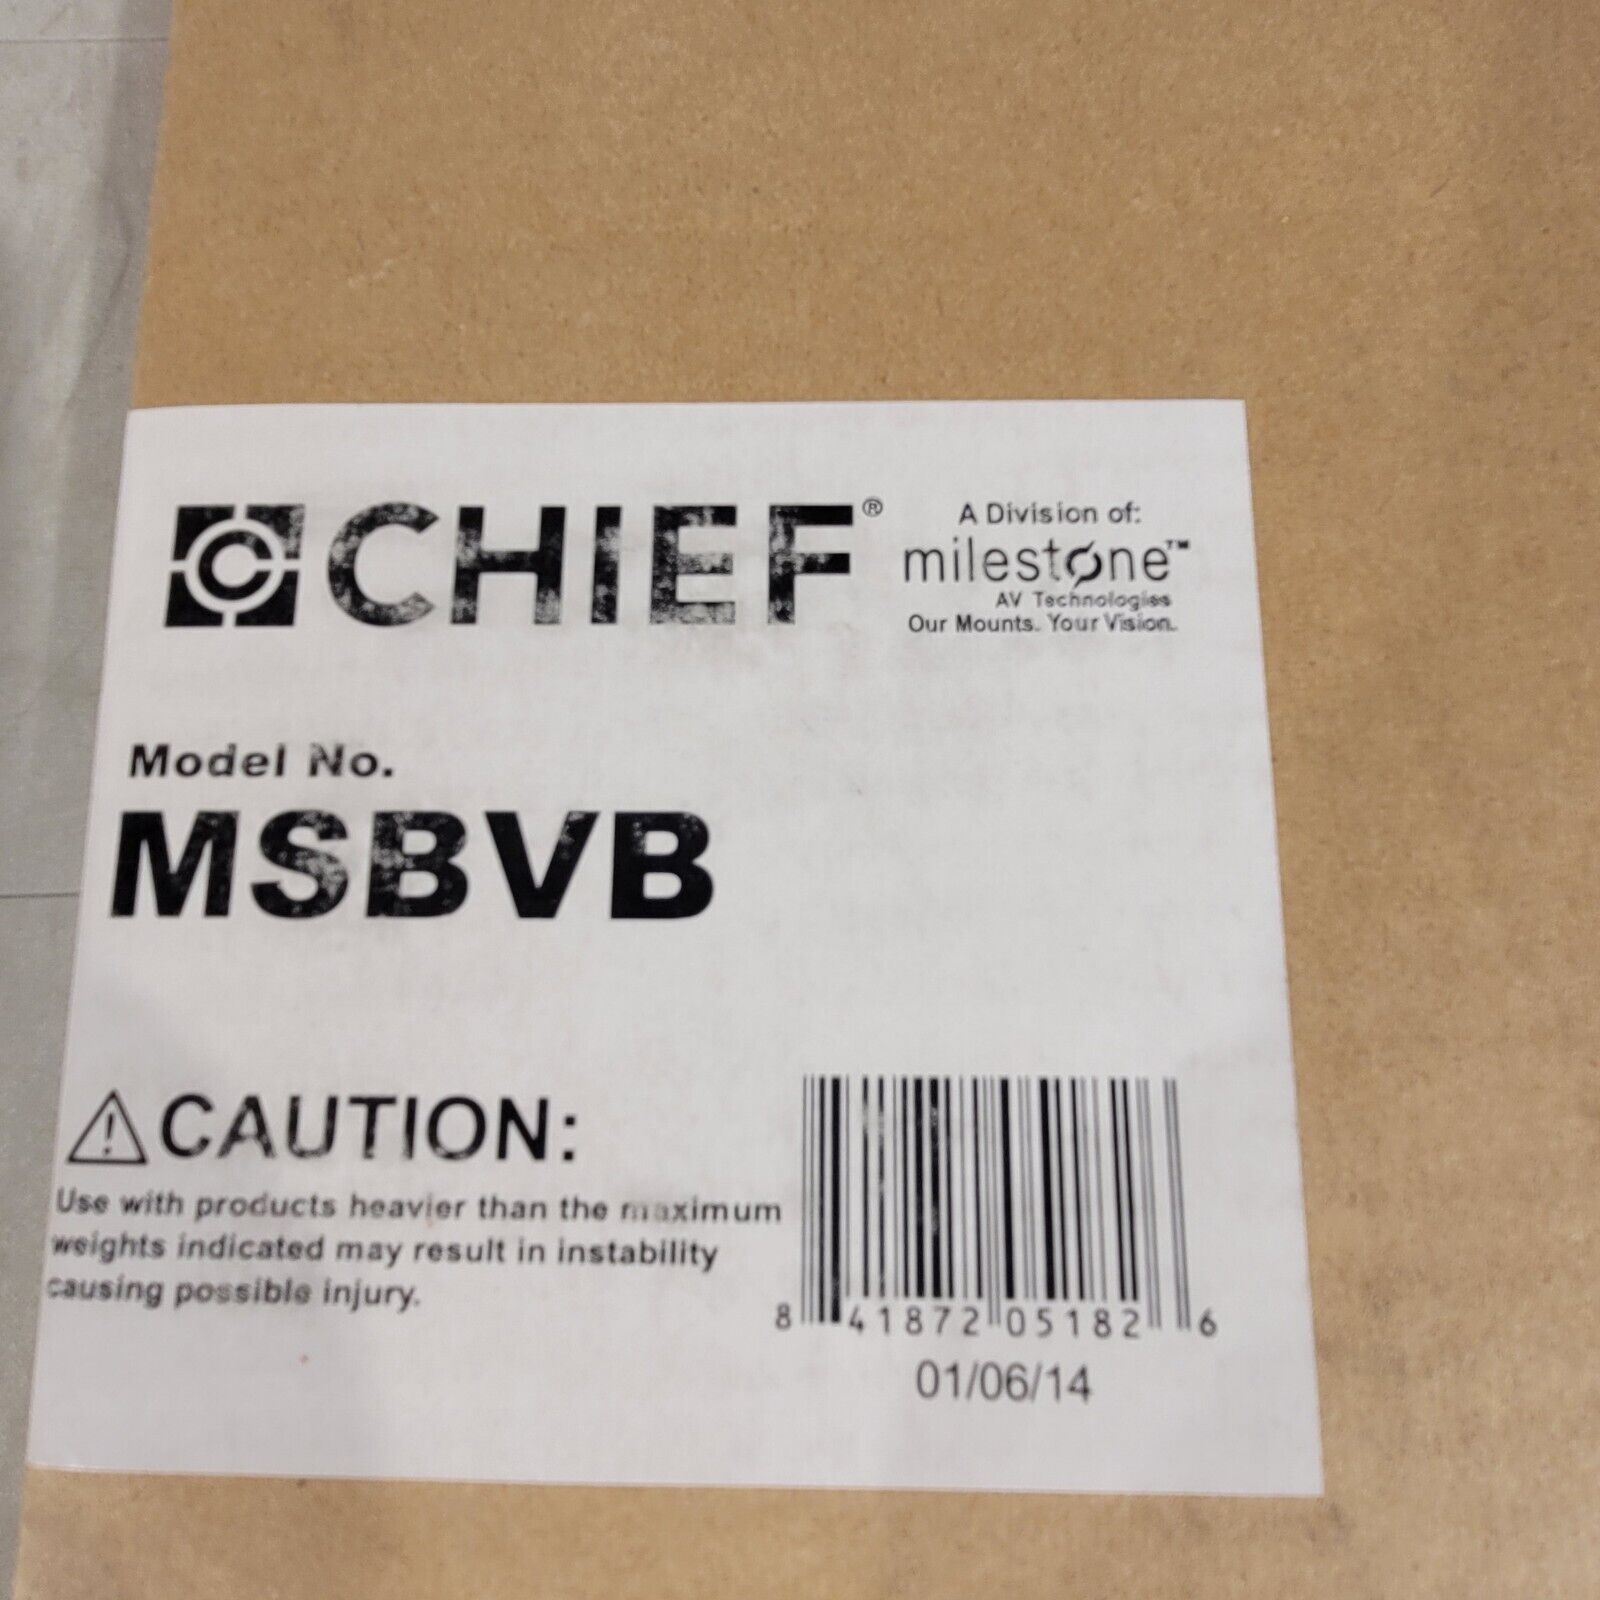 CHIEF®
A Division of:
milestone™
AV Technologies
Our Mounts. Your Vision.
Model No.
MSBVB
CAUTION:
Use with products heavier than the maximum
weights indicated may result in instability
causing possible injury.
8 41872 05182 6
01/06/14